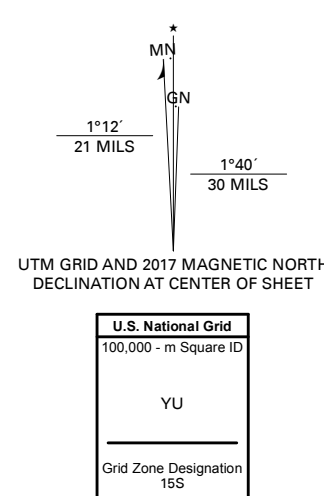 ★
MN
GN
1°12´
21 MILS
1°40´
30 MILS
UTM GRID AND 2017 MAGNETIC NORTH
DECLINATION AT CENTER OF SHEET
U.S. National Grid
100,000 - m Square ID
YU
Grid Zone Designation
15S